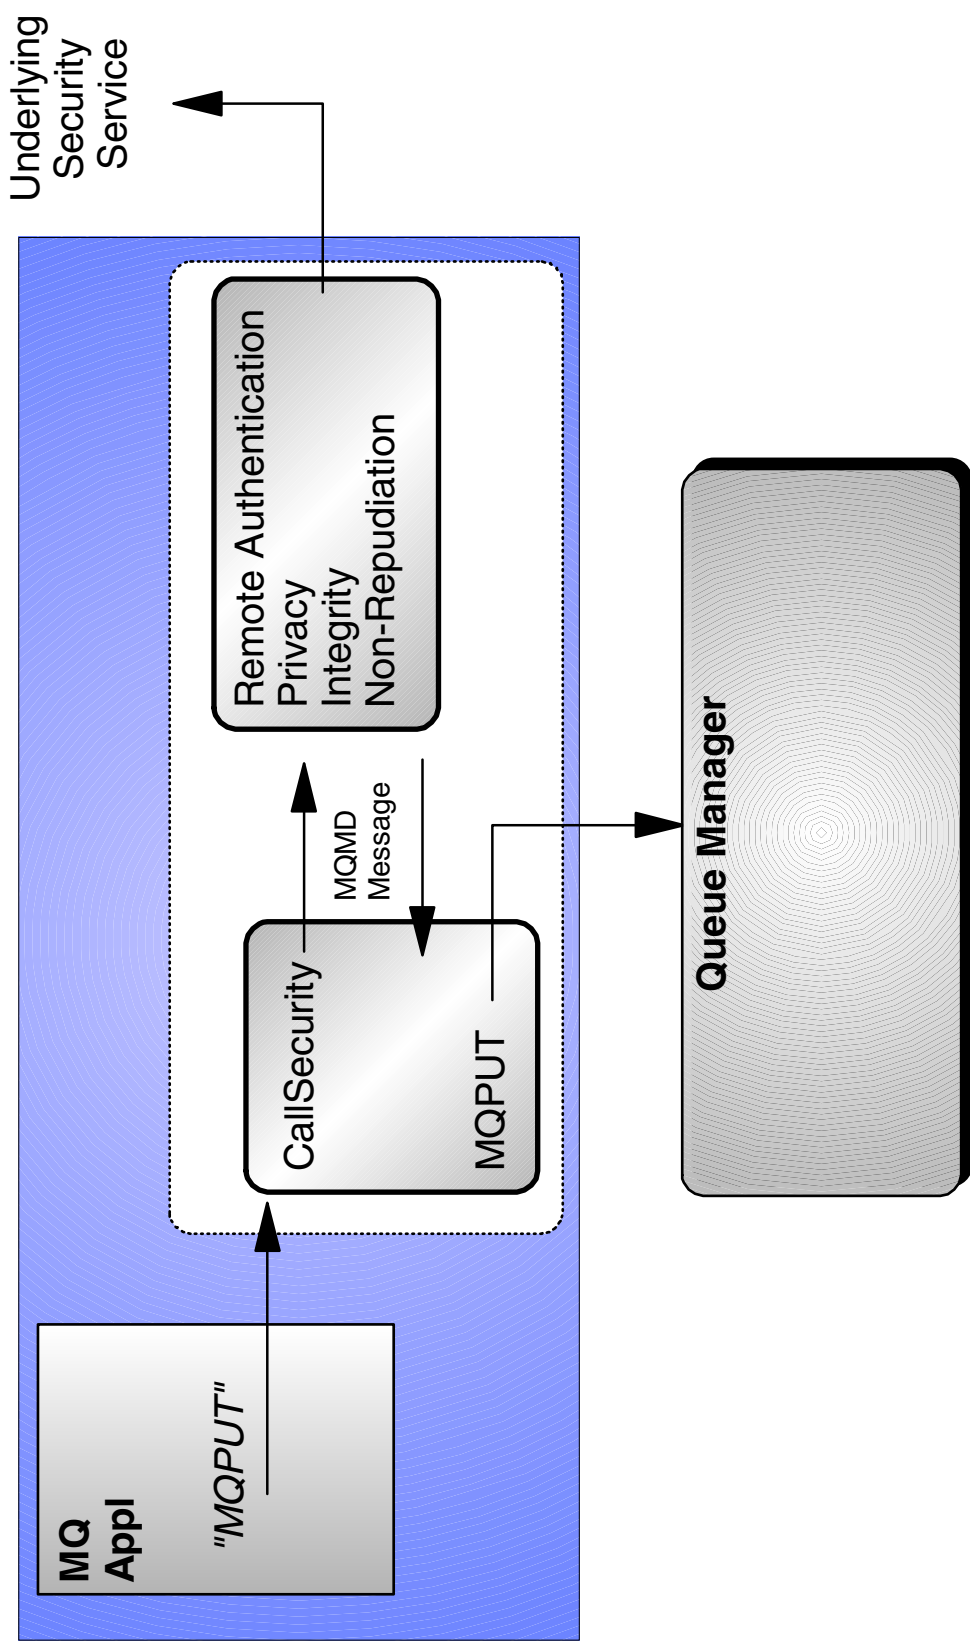 MQ
Appl
"MQPUT"
CallSecurity
MQPUT
MQMD
Message
Remote Authentication
Privacy
Integrity
Non-Repudiation
Underlying
Security
Service
Queue Manager